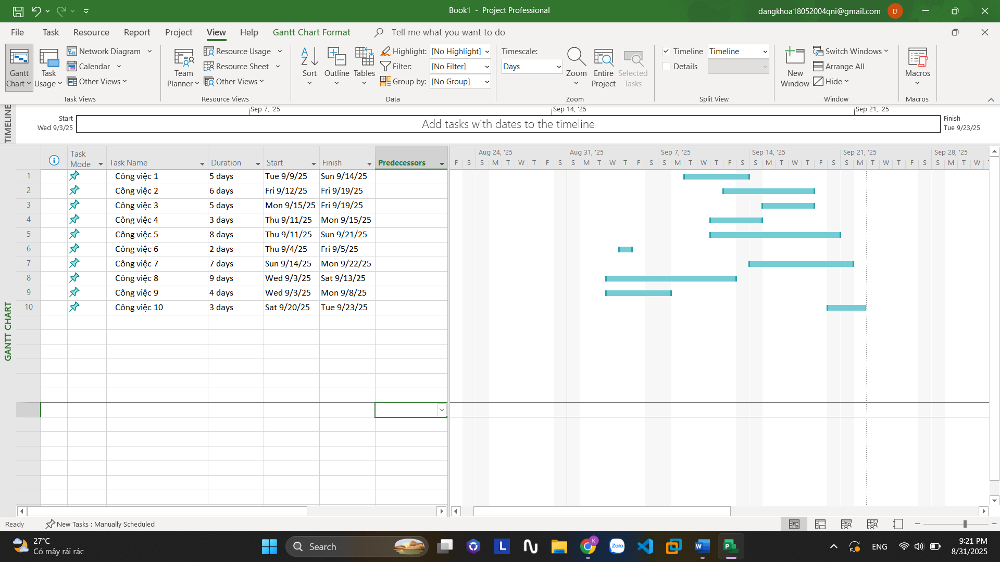 Book1 - Project Professional
dangkhoa18052004qni@gmail.com
D
File Task Resource Report Project View Help Gantt Chart Format Tell me what you want to do
Gantt Chart
Task Usage
Network Diagram
Calendar
Other Views
Task Views
Team Planner
Resource Usage
Resource Sheet
Other Views
Resource Views
Sort
Outline
Tables
Highlight: [No Highlight]
Filter: [No Filter]
Group by: [No Group]
Data
Timescale:
Days
Zoom
Entire Project
Selected Tasks
Zoom
Timeline Timeline
Details
Split View
New Window
Switch Windows
Arrange All
Hide
Window
Macros
Macros
TIMELINE
Sep 7, '25 Sep 14, '25 Sep 21, '25
Start
Wed 9/3/25
Add tasks with dates to the timeline
Finish
Tue 9/23/25
GANTT CHART
Task Mode Task Name Duration Start Finish Predecessors
Aug 24, '25 Aug 31, '25 Sep 7, '25 Sep 14, '25 Sep 21, '25 Sep 28, '25
F S S M T W T F S S M T W T F S S M T W T F S S M T W T F S S M T W T F S S M T W
1 Công việc 1 5 days Tue 9/9/25 Sun 9/14/25
2 Công việc 2 6 days Fri 9/12/25 Fri 9/19/25
3 Công việc 3 5 days Mon 9/15/25 Fri 9/19/25
4 Công việc 4 3 days Thu 9/11/25 Mon 9/15/25
5 Công việc 5 8 days Thu 9/11/25 Sun 9/21/25
6 Công việc 6 2 days Thu 9/4/25 Fri 9/5/25
7 Công việc 7 7 days Sun 9/14/25 Mon 9/22/25
8 Công việc 8 9 days Wed 9/3/25 Sat 9/13/25
9 Công việc 9 4 days Wed 9/3/25 Mon 9/8/25
10 Công việc 10 3 days Sat 9/20/25 Tue 9/23/25
Ready New Tasks : Manually Scheduled
27°C
Có mây rải rác
Search
L
K
Zalo
W
P
ENG
9:21 PM
8/31/2025